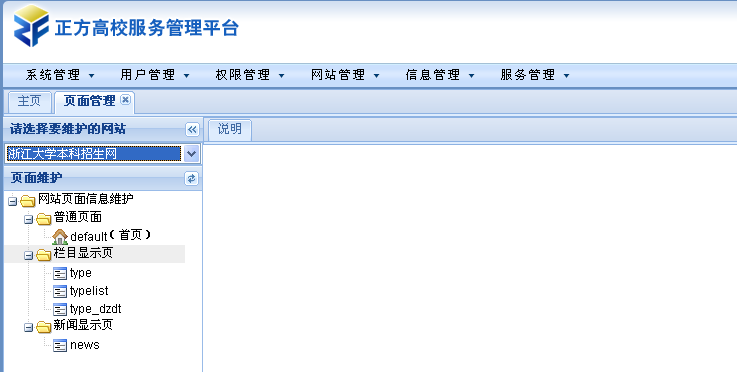 正方高校服务管理平台
系统管理 用户管理 权限管理 网站管理 信息管理 服务管理
主页 页面管理
请选择要维护的网站 说明
浙江大学本科招生网
页面维护
网站页面信息维护
普通页面
default(首页)
栏目显示页
type
typelist
type_dzdt
新闻显示页
news